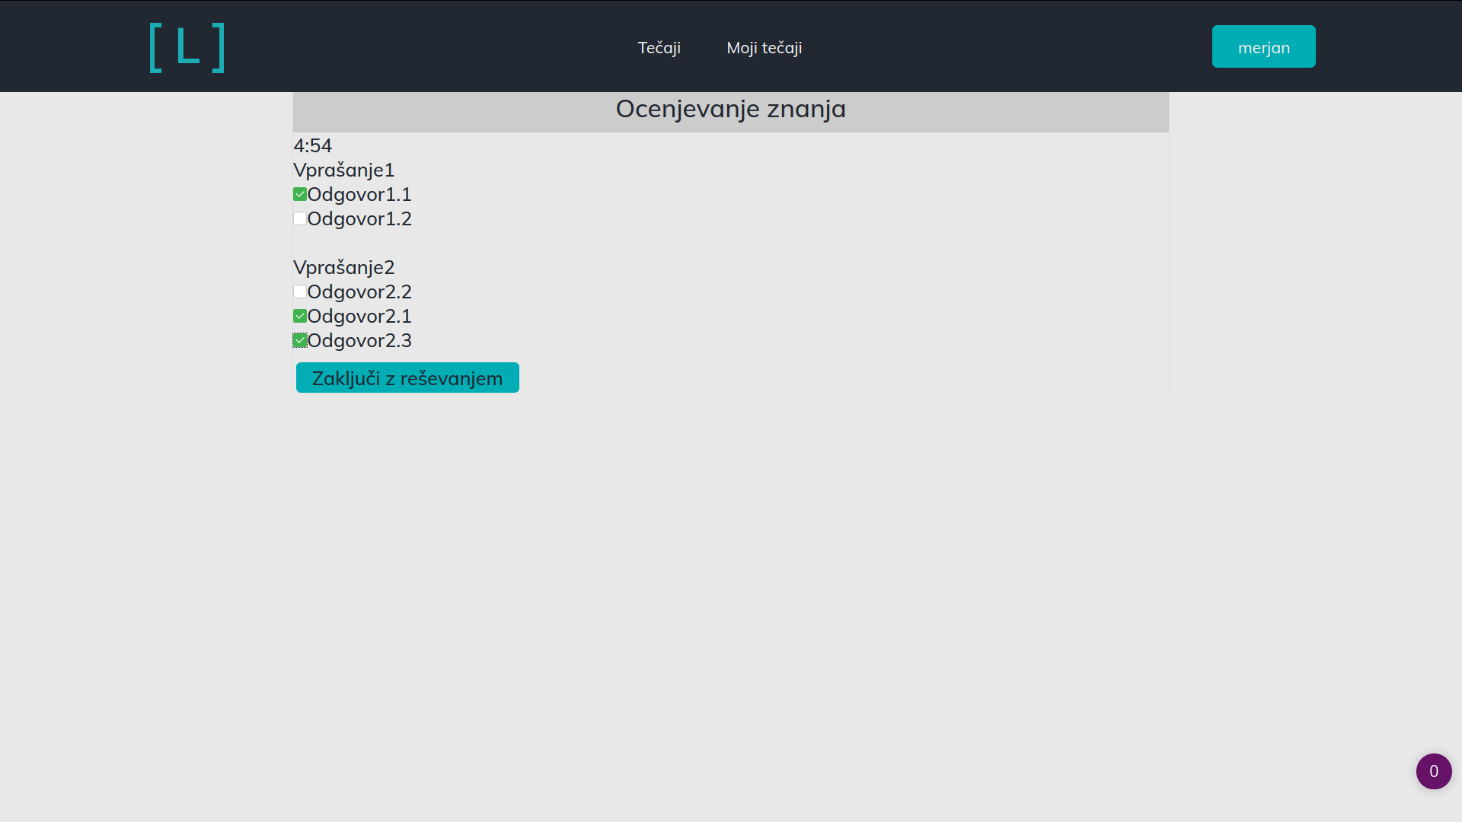 [ L ]
Tečaji Moji tečaji merjan
Ocenjevanje znanja
4:54
Vprašanje1
Odgovor1.1
Odgovor1.2
Vprašanje2
Odgovor2.2
Odgovor2.1
Odgovor2.3
Zaključi z reševanjem
0